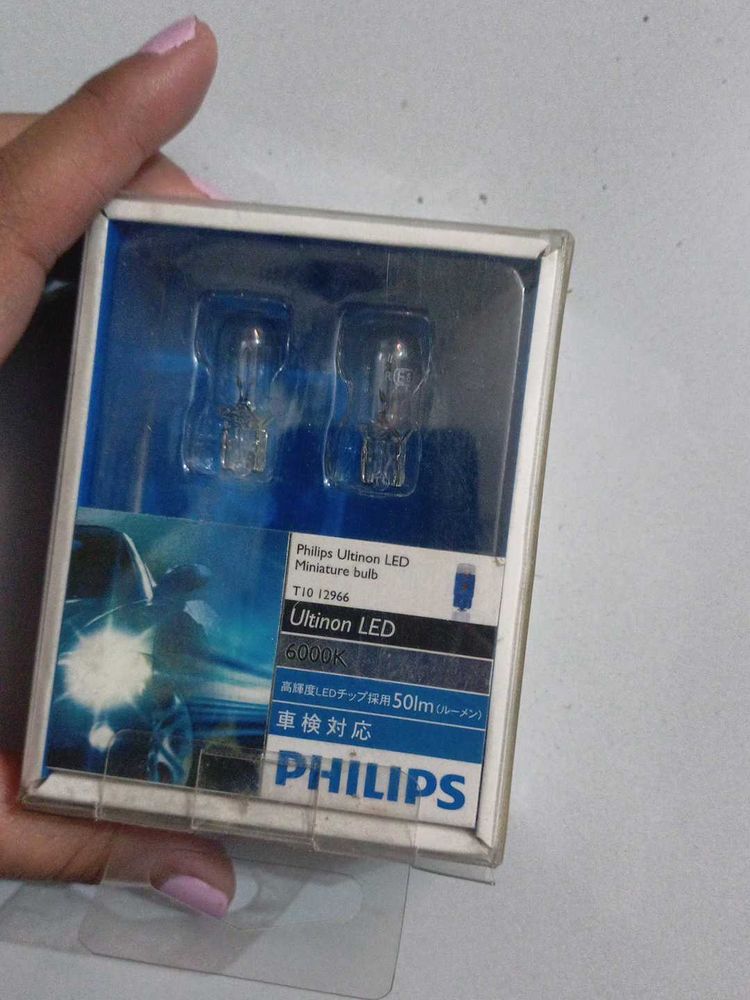 Philips Ultinon LED
Miniature bulb
T10 12966
Ultinon LED
6000K
高輝度LEDチップ採用50lm(ルーメン)
車検対応
PHILIPS